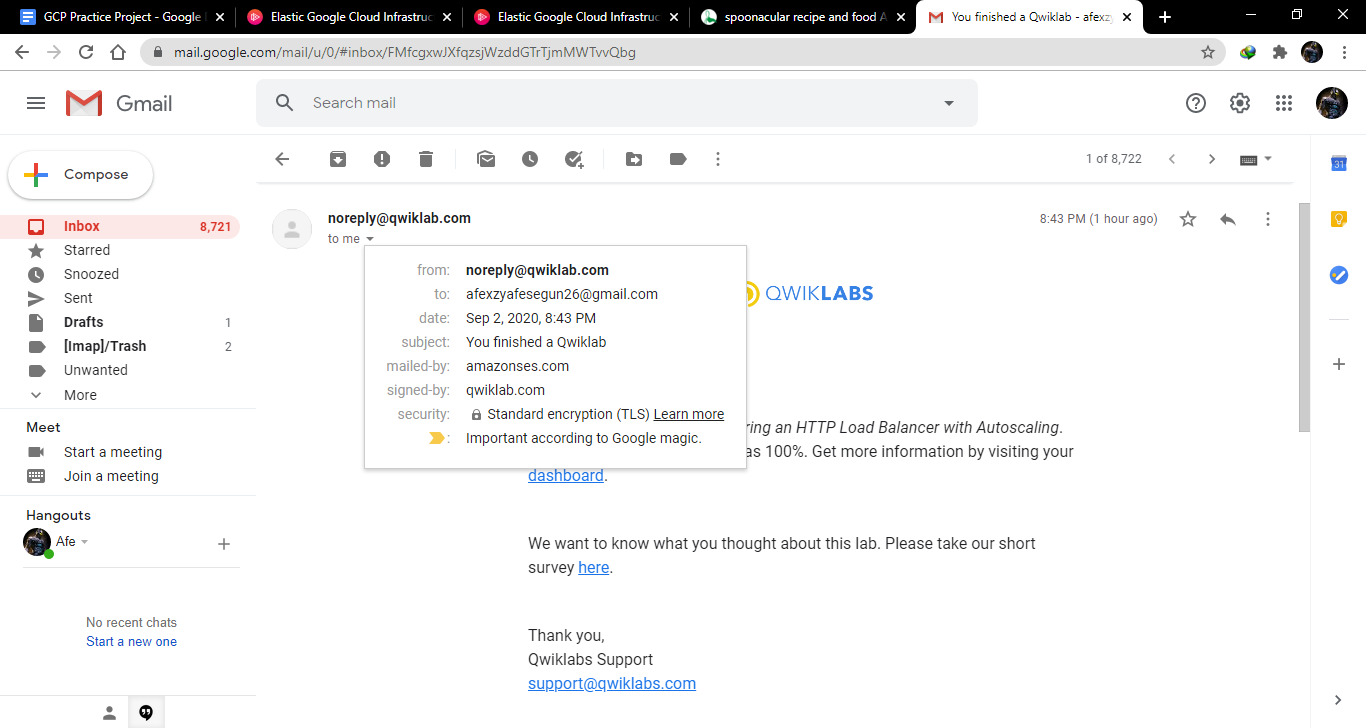 GCP Practice Project - Google
Elastic Google Cloud Infrastruc
Elastic Google Cloud Infrastruc
spoonacular recipe and food A
You finished a Qwiklab - afexzy
mail.google.com/mail/u/0/#inbox/FMfcgxwJXfqzsjWzddGTrTjmMWTvvQbg
Gmail
Search mail
Compose
1 of 8,722
31
Inbox 8,721
Starred
Snoozed
Sent
Drafts 1
[Imap]/Trash 2
Unwanted
More
Meet
Start a meeting
Join a meeting
Hangouts
Afe
No recent chats
Start a new one
noreply@qwiklab.com
8:43 PM (1 hour ago)
to me
from: noreply@qwiklab.com
to: afexzyafesegun26@gmail.com
date: Sep 2, 2020, 8:43 PM
subject: You finished a Qwiklab
mailed-by: amazonses.com
signed-by: qwiklab.com
security: Standard encryption (TLS) Learn more
: Important according to Google magic.
QWIKLABS
ring an HTTP Load Balancer with Autoscaling.
as 100%. Get more information by visiting your
dashboard.
We want to know what you thought about this lab. Please take our short
survey here.
Thank you,
Qwiklabs Support
support@qwiklabs.com